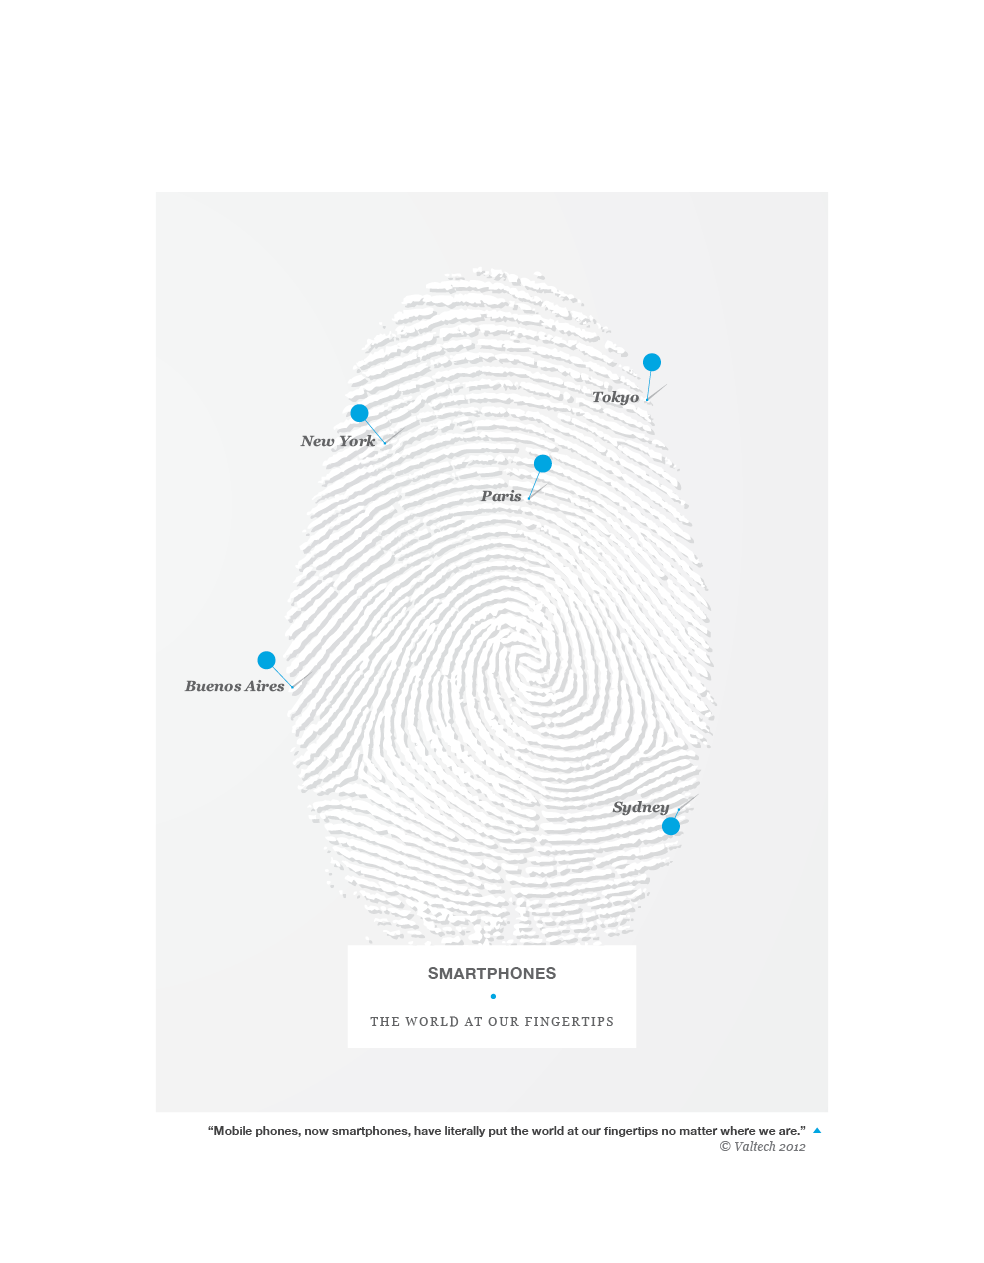 Tokyo
New York
Paris
Buenos Aires
Sydney
SMARTPHONES
THE WORLD AT OUR FINGERTIPS
“Mobile phones, now smartphones, have literally put the world at our fingertips no matter where we are.”
© Valtech 2012